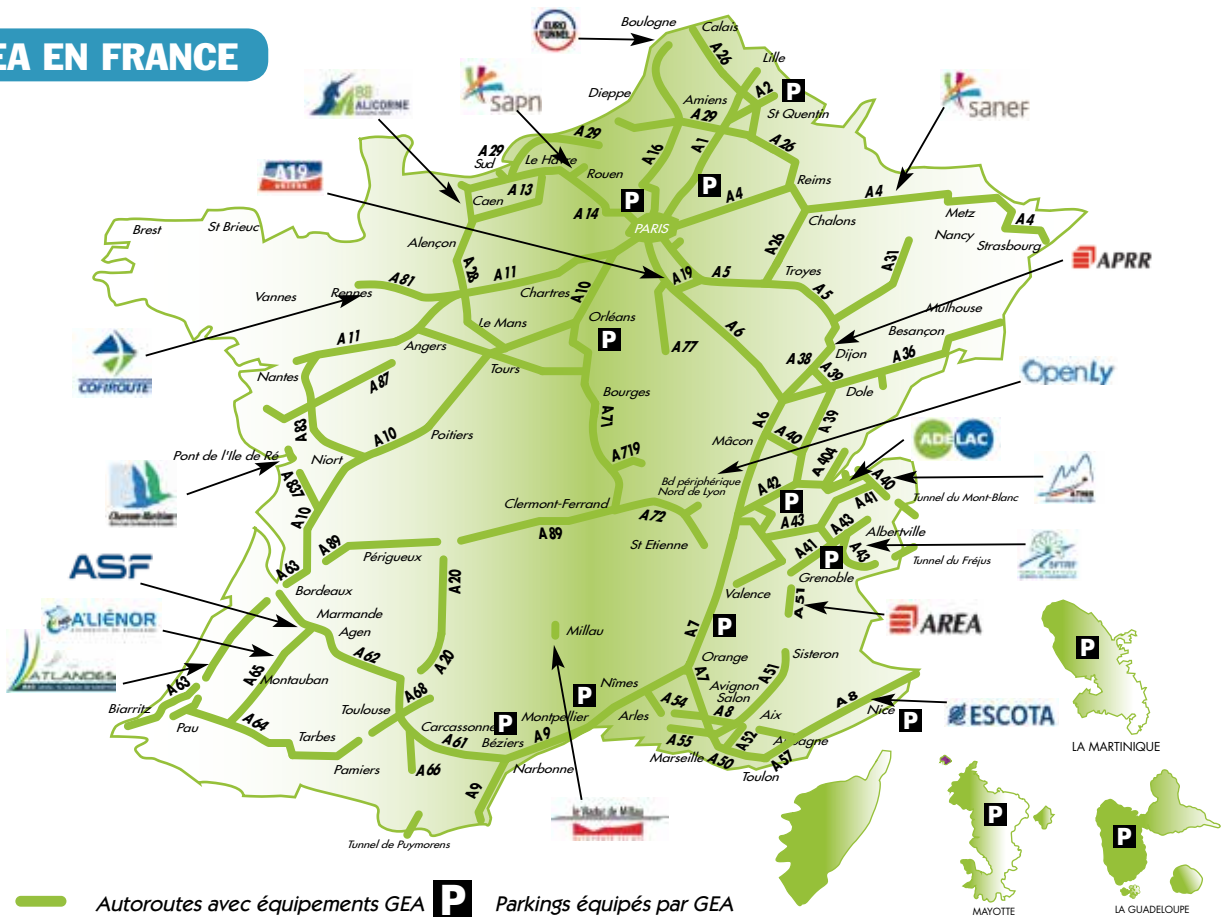 EA EN FRANCE
EURO TUNNEL
Boulogne
Calais
A26
Lille
A2
P
St Quentin
Dieppe
Amiens
A29
A26
A16
A1
88 ALICORNE
sapn
sanef
A29
A29
Sud
Le Havre
Rouen
A13
Caen
A14
P
P
A4
Reims
A4
Metz
A4
Chalons
Nancy
Strasbourg
A19
PARIS
Brest
St Brieuc
Alençon
A28
A11
A10
A26
A19
A5
Troyes
A31
APRR
Vannes
Rennes
A81
Chartres
A5
Mulhouse
Le Mans
Orléans
P
A6
A77
Besançon
A11
Angers
A38
Dijon
A36
COFIROUTE
Nantes
A87
Tours
A39
Dole
OpenLy
Bourges
A83
A10
Poitiers
A71
A6
A39
Mâcon
A40
ADELAC
Pont de l'Ile de Ré
Niort
A719
A404
A837
Bd périphérique
Nord de Lyon
A42
P
A40
A41
Tunnel du Mont-Blanc
Charente-Maritime
A10
Clermont-Ferrand
A72
A43
A43
Albertville
A89
Périgueux
A89
St Etienne
A41
P
A43
Tunnel du Fréjus
ASF
A63
Grenoble
Bordeaux
A20
Valence
A51
AREA
A'LIÉNOR
Marmande
Agen
A62
Millau
A7
P
ATLANDES
A65
A20
Orange
Sisteron
A63
Montauban
A68
Nîmes
P
A7
Avignon
A51
Biarritz
Toulouse
Salon
A8
Pau
A64
Carcassonne
P
Montpellier
A54
A8
Aix
Nice
P
ESCOTA
Arles
Tarbes
A61
Béziers
A9
A55
A52
A bagne
Pamiers
A66
Narbonne
Marseille
A50
A57
Toulon
A9
Tunnel de Puymorens
le Viaduc de Millau
P
LA MARTINIQUE
P
MAYOTTE
P
LA GUADELOUPE
Autoroutes avec équipements GEA
P
Parkings équipés par GEA